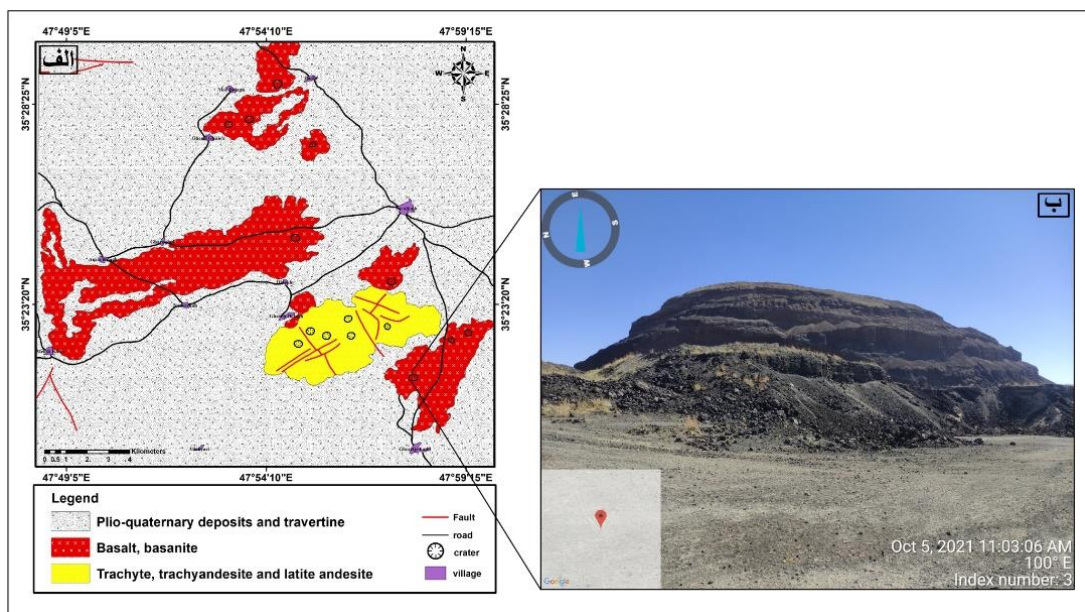 47°49'5"E
47°54'10"E
47°59'15"E
الف
N
W
E
S
35°28'25"N
35°28'25"N
35°23'20"N
35°23'20"N
Kilometers
0 0.5 1 2. 3 4
47°49'5"E
47°54'10"E
47°59'15"E
Legend
Plio-quaternary deposits and travertine
Basalt, basanite
Trachyte, trachyandesite and latite andesite
Fault
road
crater
village
ب
E
S
N
W
Oct 5, 2021 11:03:06 AM
100° E
Index number: 3
Google